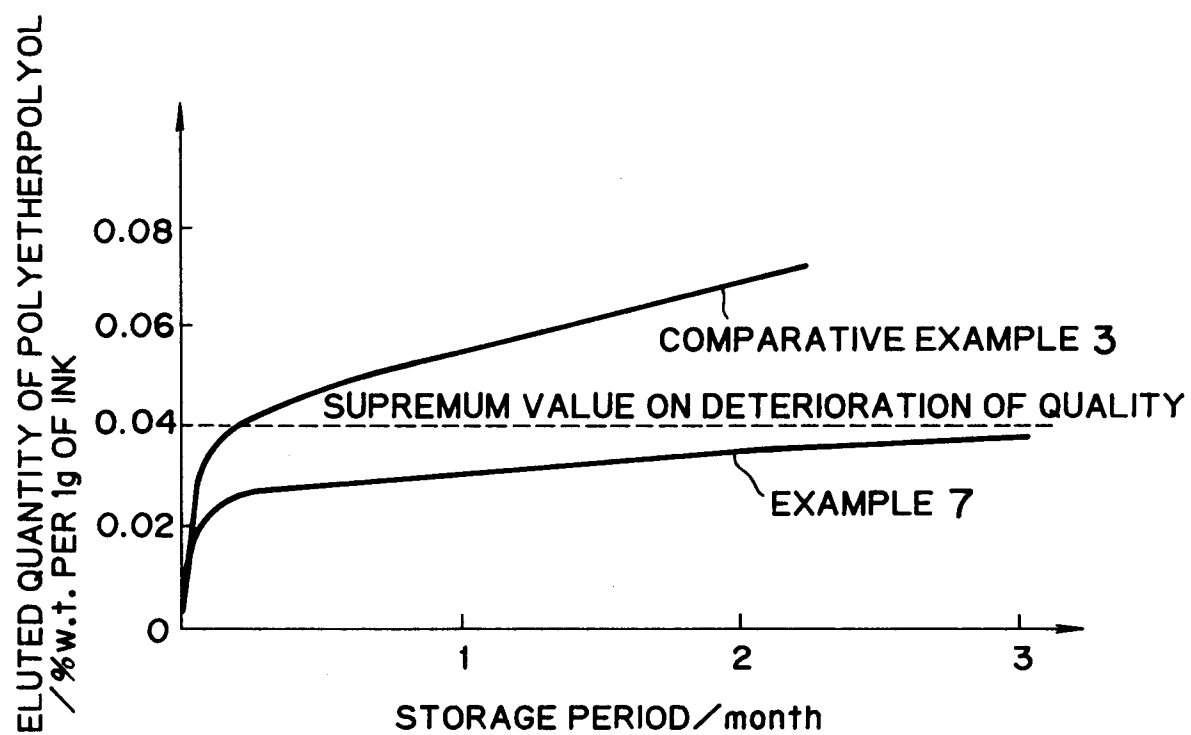 ELUTED QUANTITY OF POLYETHERPOLYOL
/%w.t. PER 1g OF INK
0.08
0.06
COMPARATIVE EXAMPLE 3
SUPREMUM VALUE ON DETERIORATION OF QUALITY
0.04
EXAMPLE 7
0.02
0
1 2 3
STORAGE PERIOD/month